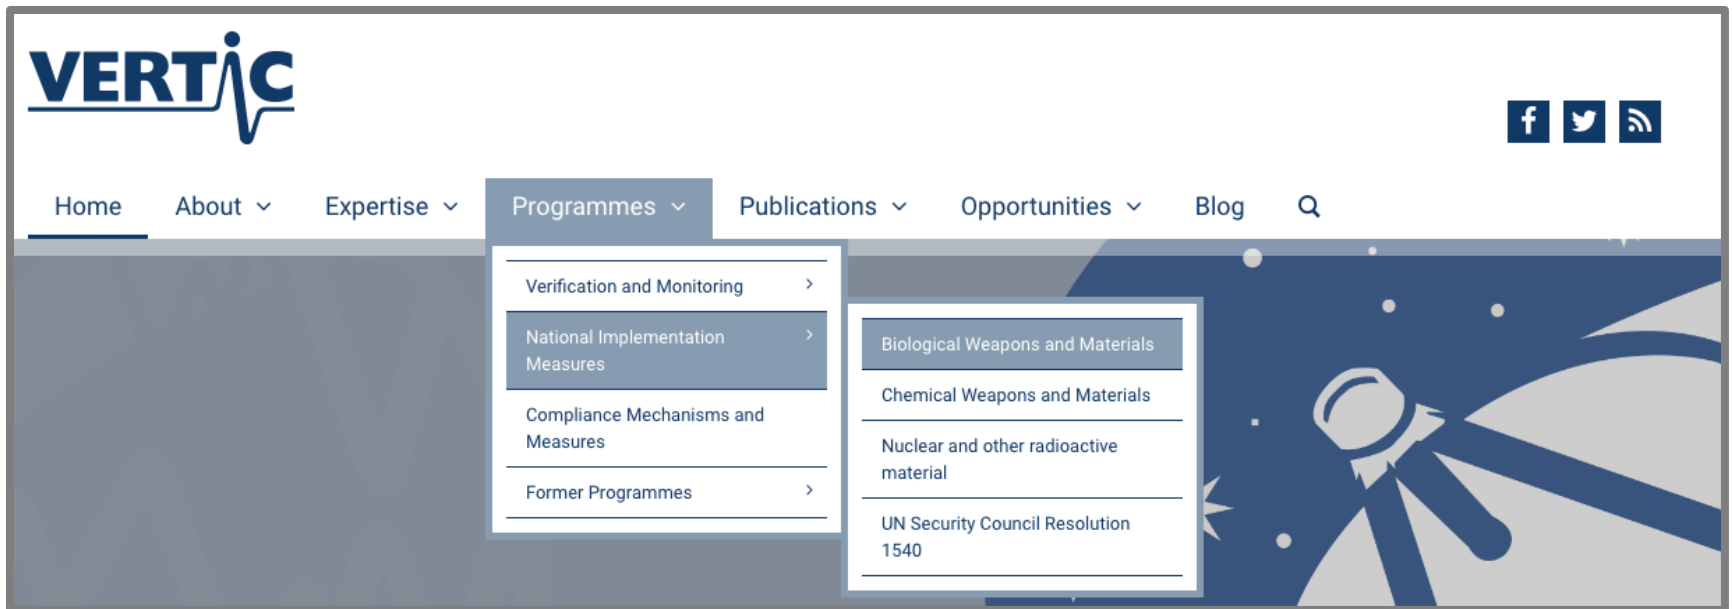 VERTIC
Home About Expertise Programmes Publications Opportunities Blog
Verification and Monitoring
National Implementation
Measures
Compliance Mechanisms and
Measures
Former Programmes
Biological Weapons and Materials
Chemical Weapons and Materials
Nuclear and other radioactive
material
UN Security Council Resolution
1540